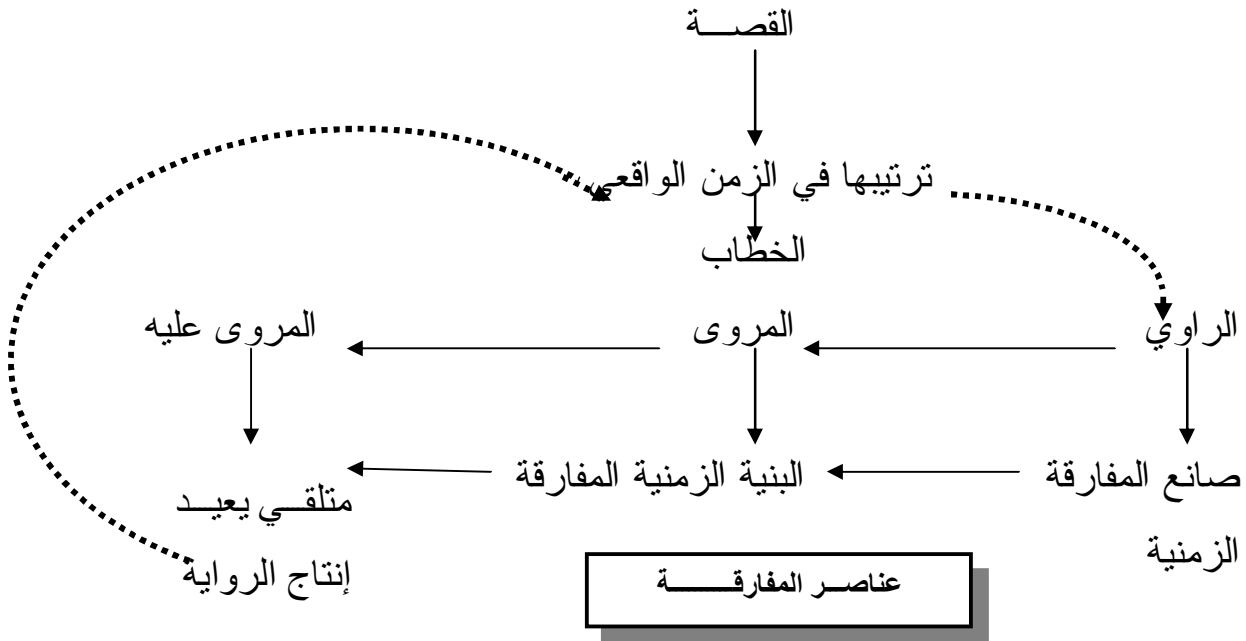 القصة
ترتيبها في الزمن الواقعي
الخطاب
الراوي المروى المروى عليه
صانع المفارقة الزمنية
البنية الزمنية المفارقة
متلقي يعيد
إنتاج الرواية
عناصر المفارقة